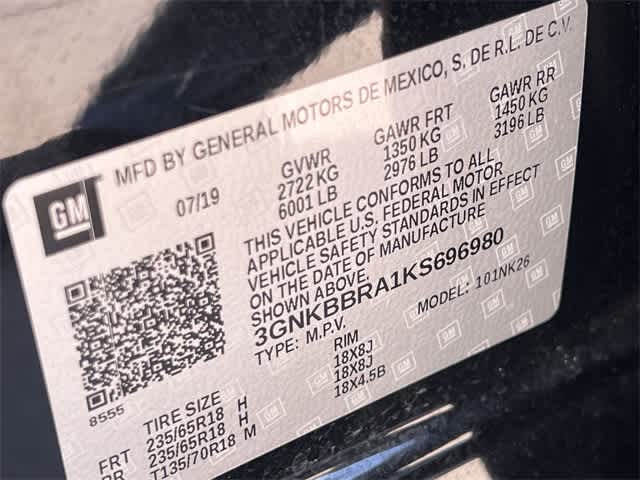 MFD BY GENERAL MOTORS DE MEXICO, S. DE R.L. DE C.V.
GM
07/19
GVWR
2722 KG
6001 LB
GAWR FRT
1350 KG
2976 LB
GAWR RR
1450 KG
3196 LB
THIS VEHICLE CONFORMS TO ALL
APPLICABLE U.S. FEDERAL MOTOR
VEHICLE SAFETY STANDARDS IN EFFECT
ON THE DATE OF MANUFACTURE
SHOWN ABOVE.
3GNKBBRA1KS696980
TYPE: M.P.V. MODEL: 101NK26
8555
TIRE SIZE RIM
FRT 235/65R18 H 18X8J
RR 235/65R18 H 18X8J
T135/70R18 M 18X4.5B